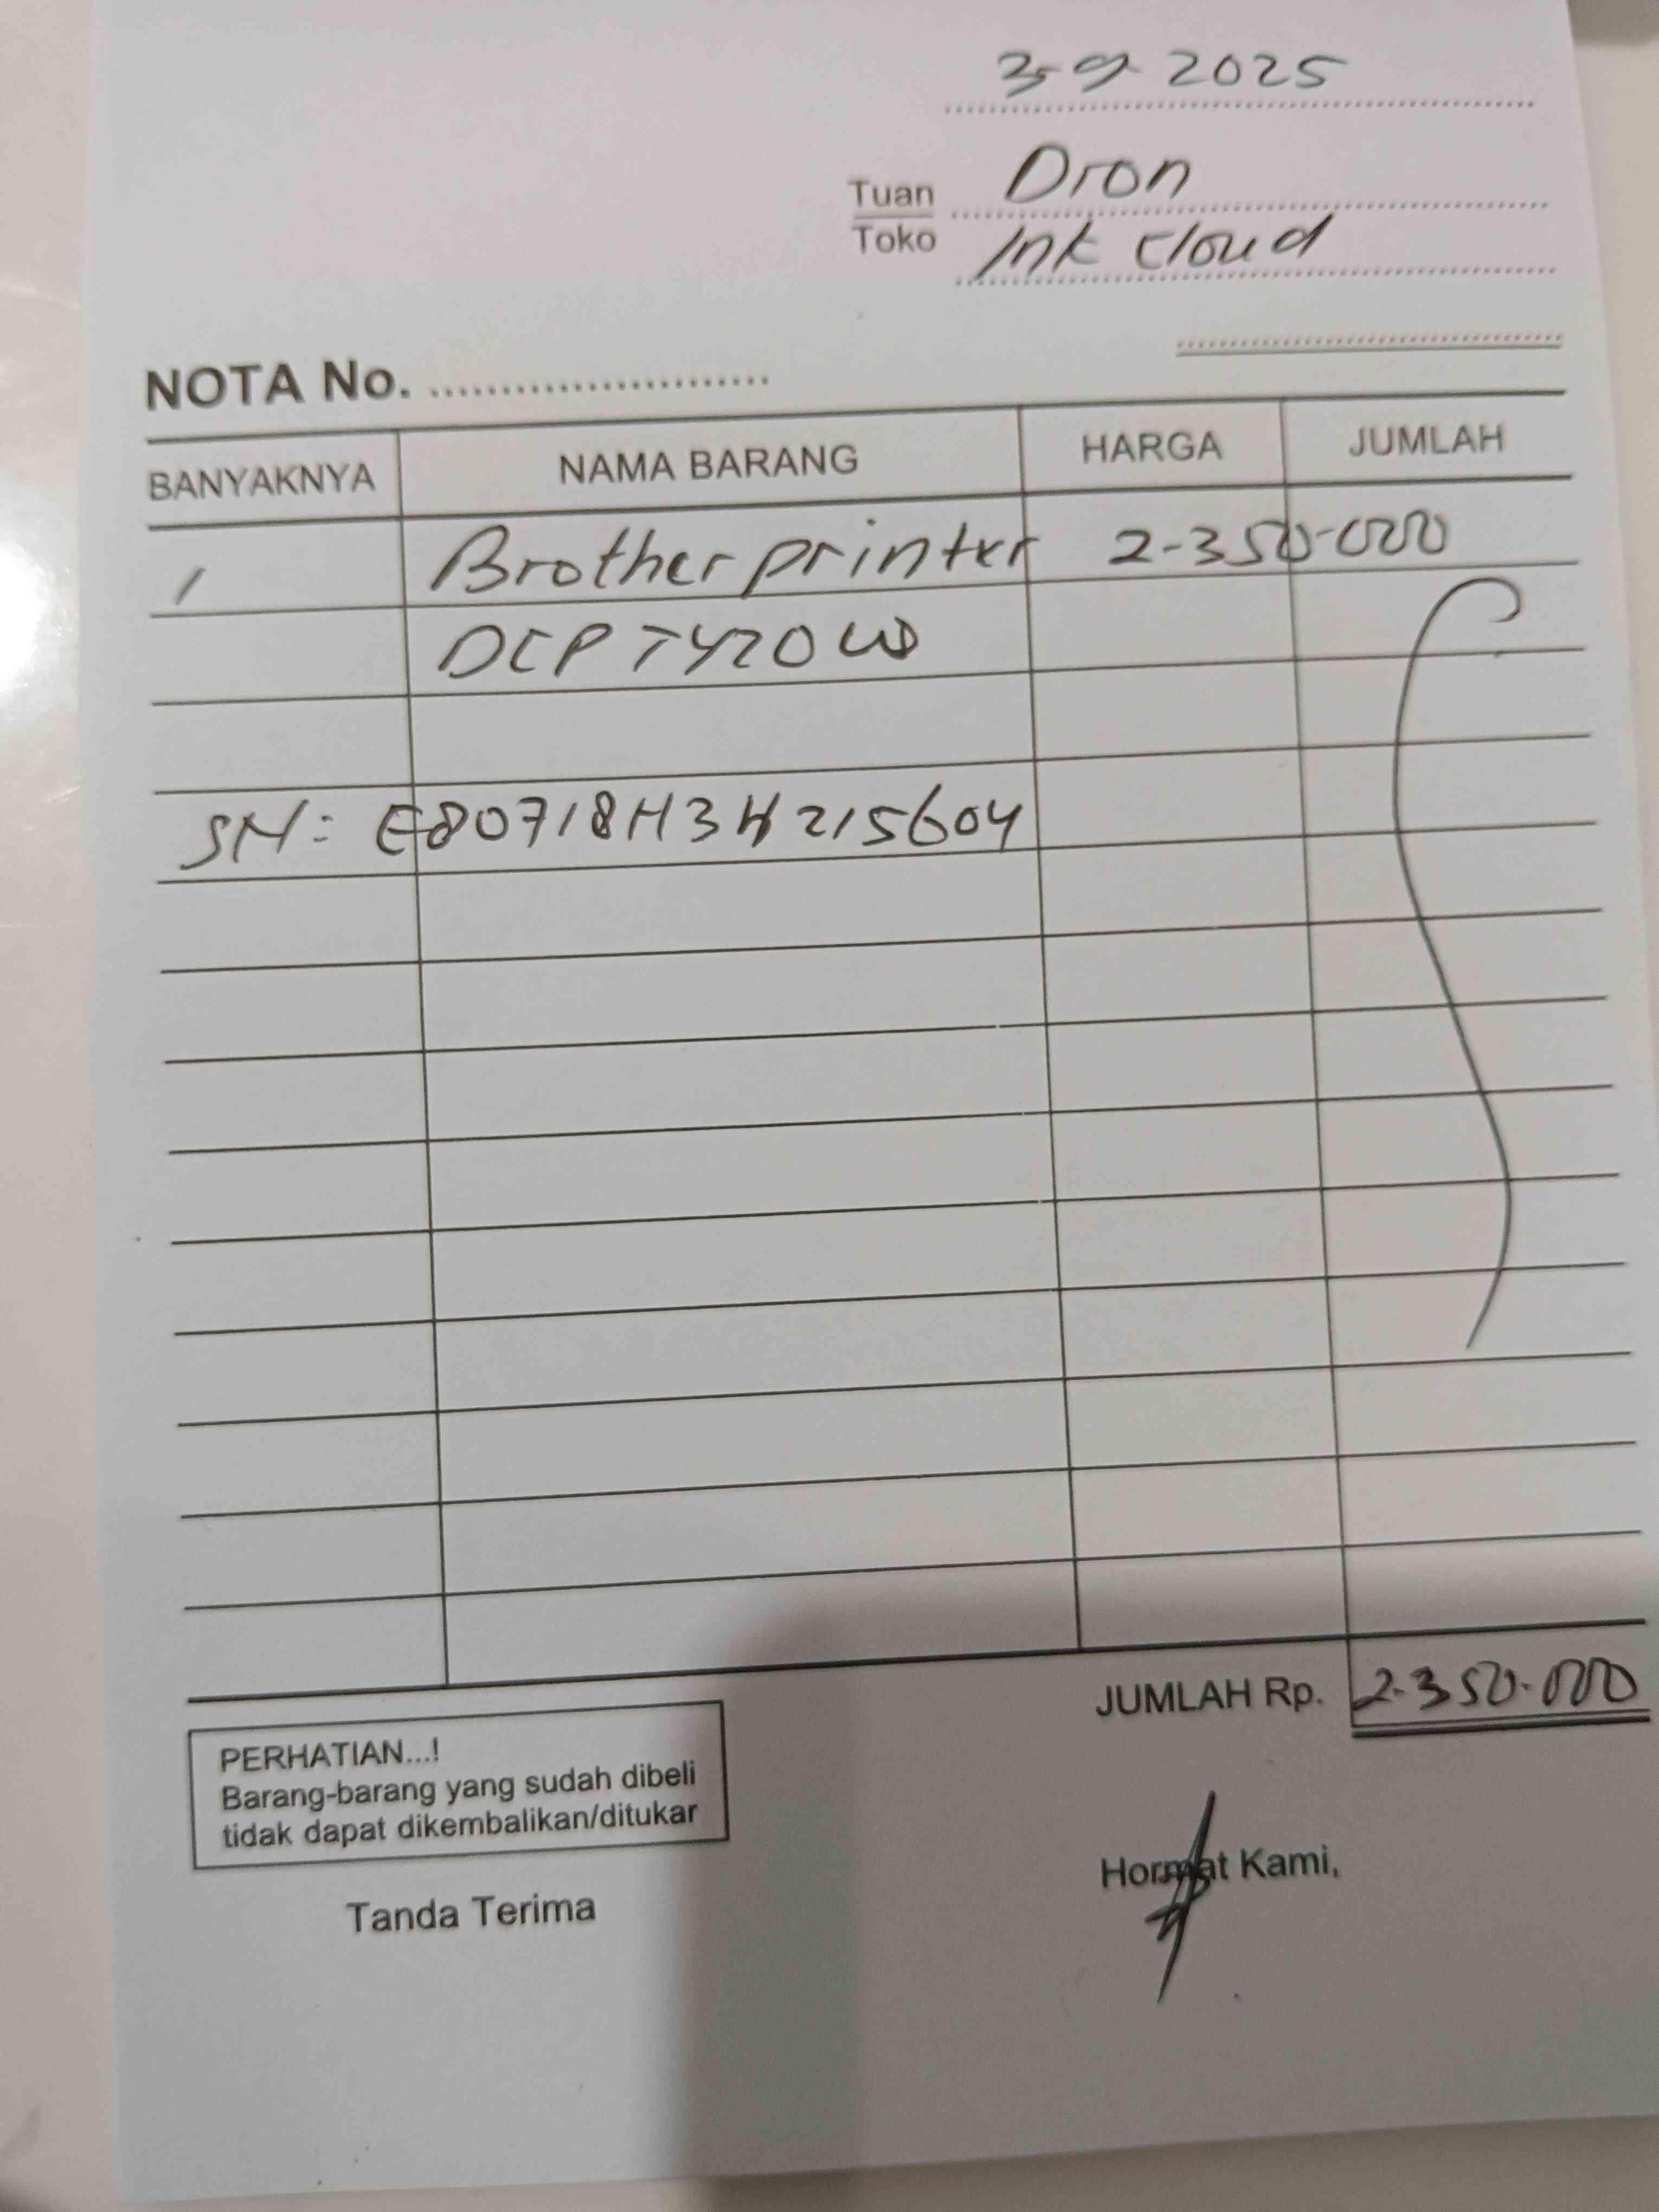 3-9-2025
Tuan Dron
Toko Ink Cloud
NOTA No.
BANYAKNYA NAMA BARANG HARGA JUMLAH
1 Brother printer 2-350-000
DCP T420W
SN: E80718H3H215604
JUMLAH Rp. 2.350.000
PERHATIAN...!
Barang-barang yang sudah dibeli
tidak dapat dikembalikan/ditukar
Tanda Terima
Hormat Kami,